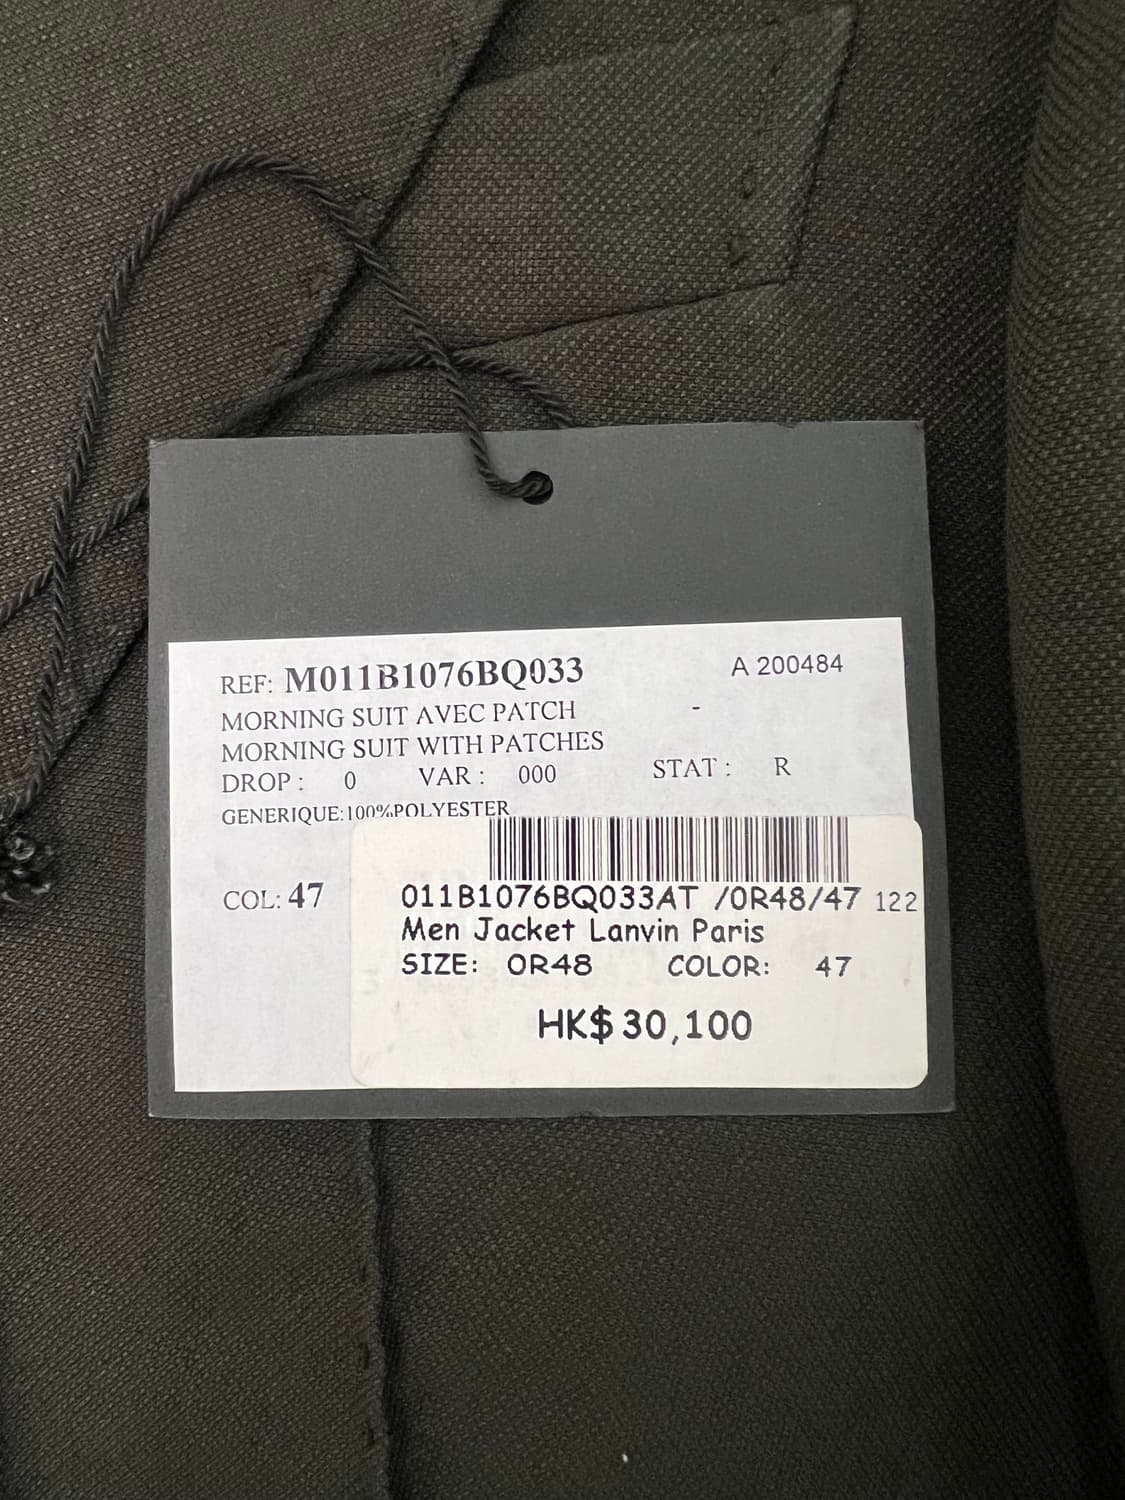 REF: M011B1076BQ033 A 200484
MORNING SUIT AVEC PATCH -
MORNING SUIT WITH PATCHES
DROP : 0 VAR : 000 STAT : R
GENERIQUE:100%POLYESTER
COL: 47
011B1076BQ033AT /0R48/47 122
Men Jacket Lanvin Paris
SIZE: 0R48 COLOR: 47
HK$ 30,100